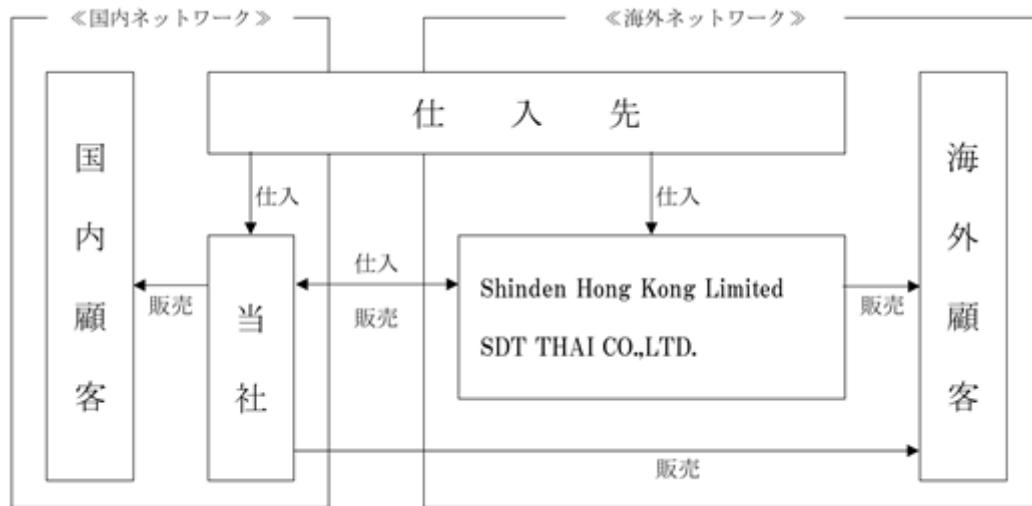 ≪国内ネットワーク≫
≪海外ネットワーク≫
仕入先
国内顧客
海外顧客
仕入
仕入
当社
販売
仕入
販売
Shinden Hong Kong Limited
SDT THAI CO.,LTD.
販売
販売